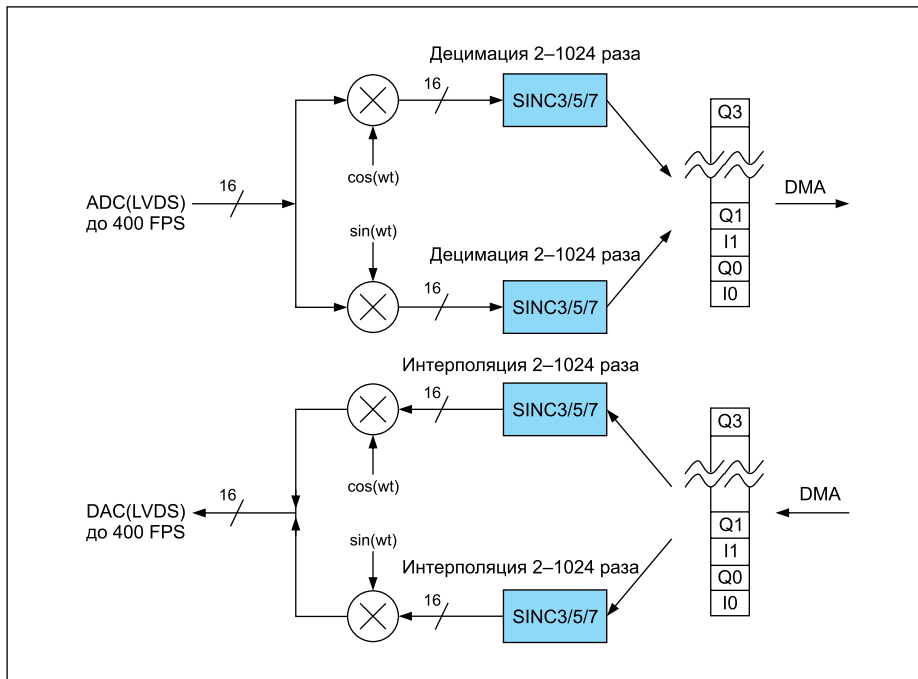 Децимация 2–1024 раза
16
SINC3/5/7
Q3
cos(wt)
16
ADC(LVDS)
до 400 FPS
DMA
sin(wt)
Q1
I1
Q0
I0
Децимация 2–1024 раза
16
SINC3/5/7
Интерполяция 2–1024 раза
16
SINC3/5/7
Q3
cos(wt)
16
DAC(LVDS)
до 400 FPS
DMA
sin(wt)
Q1
I1
Q0
I0
Интерполяция 2–1024 раза
16
SINC3/5/7